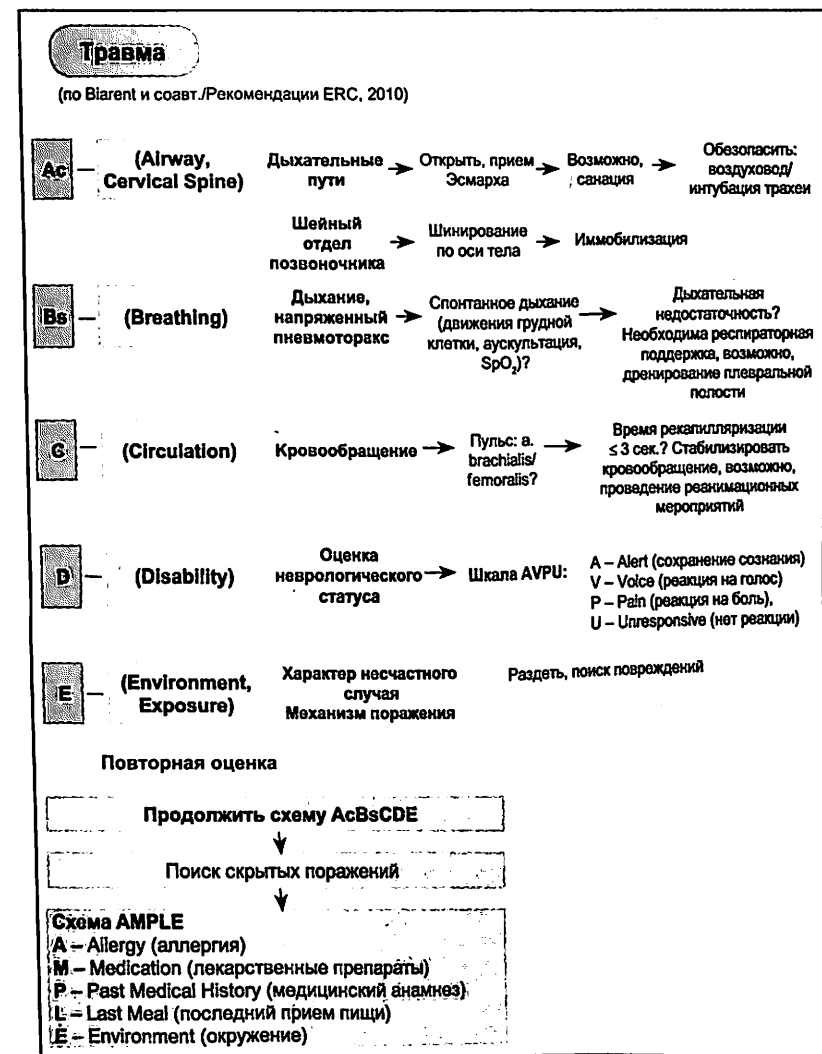 Травма
(по Biarent и соавт./Рекомендации ERC, 2010)
Ac
(Airway,
Cervical Spine)
Дыхательные
пути
Открыть, прием
Эсмарха
Возможно,
санация
Обезопасить:
воздуховод/
интубация трахеи
Шейный
отдел
позвоночника
Шинирование
по оси тела
Иммобилизация
Bs
(Breathing)
Дыхание,
напряженный
пневмоторакс
Спонтанное дыхание
(движения грудной
клетки, аускультация,
SpO₂)?
Дыхательная
недостаточность?
Необходима респираторная
поддержка, возможно,
дренирование плевральной
полости
C
(Circulation)
Кровообращение
Пульс: a.
brachialis/
femoralis?
Время рекапилляризации
≤ 3 сек.? Стабилизировать
кровообращение, возможно,
проведение реанимационных
мероприятий
D
(Disability)
Оценка
неврологического
статуса
Шкала AVPU:
A – Alert (сохранение сознания)
V – Voice (реакция на голос)
P – Pain (реакция на боль),
U – Unresponsive (нет реакции)
E
(Environment,
Exposure)
Характер несчастного
случая
Механизм поражения
Раздеть, поиск повреждений
Повторная оценка
Продолжить схему AcBsCDE
Поиск скрытых поражений
Схема AMPLE
A – Allergy (аллергия)
M – Medication (лекарственные препараты)
P – Past Medical History (медицинский анамнез)
L – Last Meal (последний прием пищи)
E – Environment (окружение)